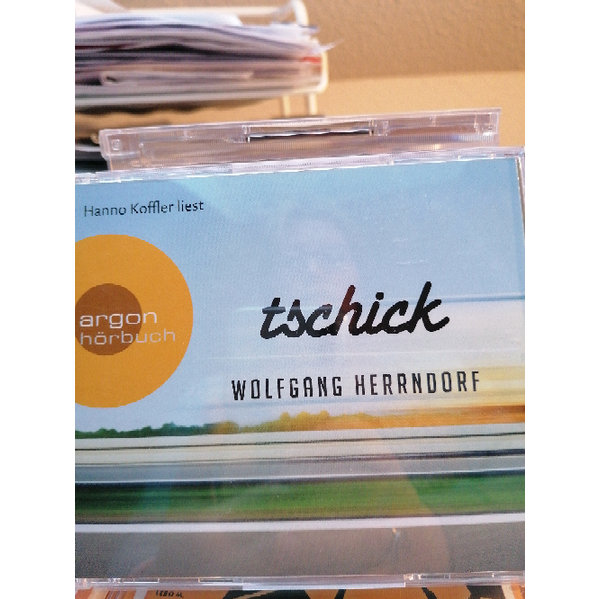 Hanno Koffler liest
argon
hörbuch
tschick
WOLFGANG HERRNDORF